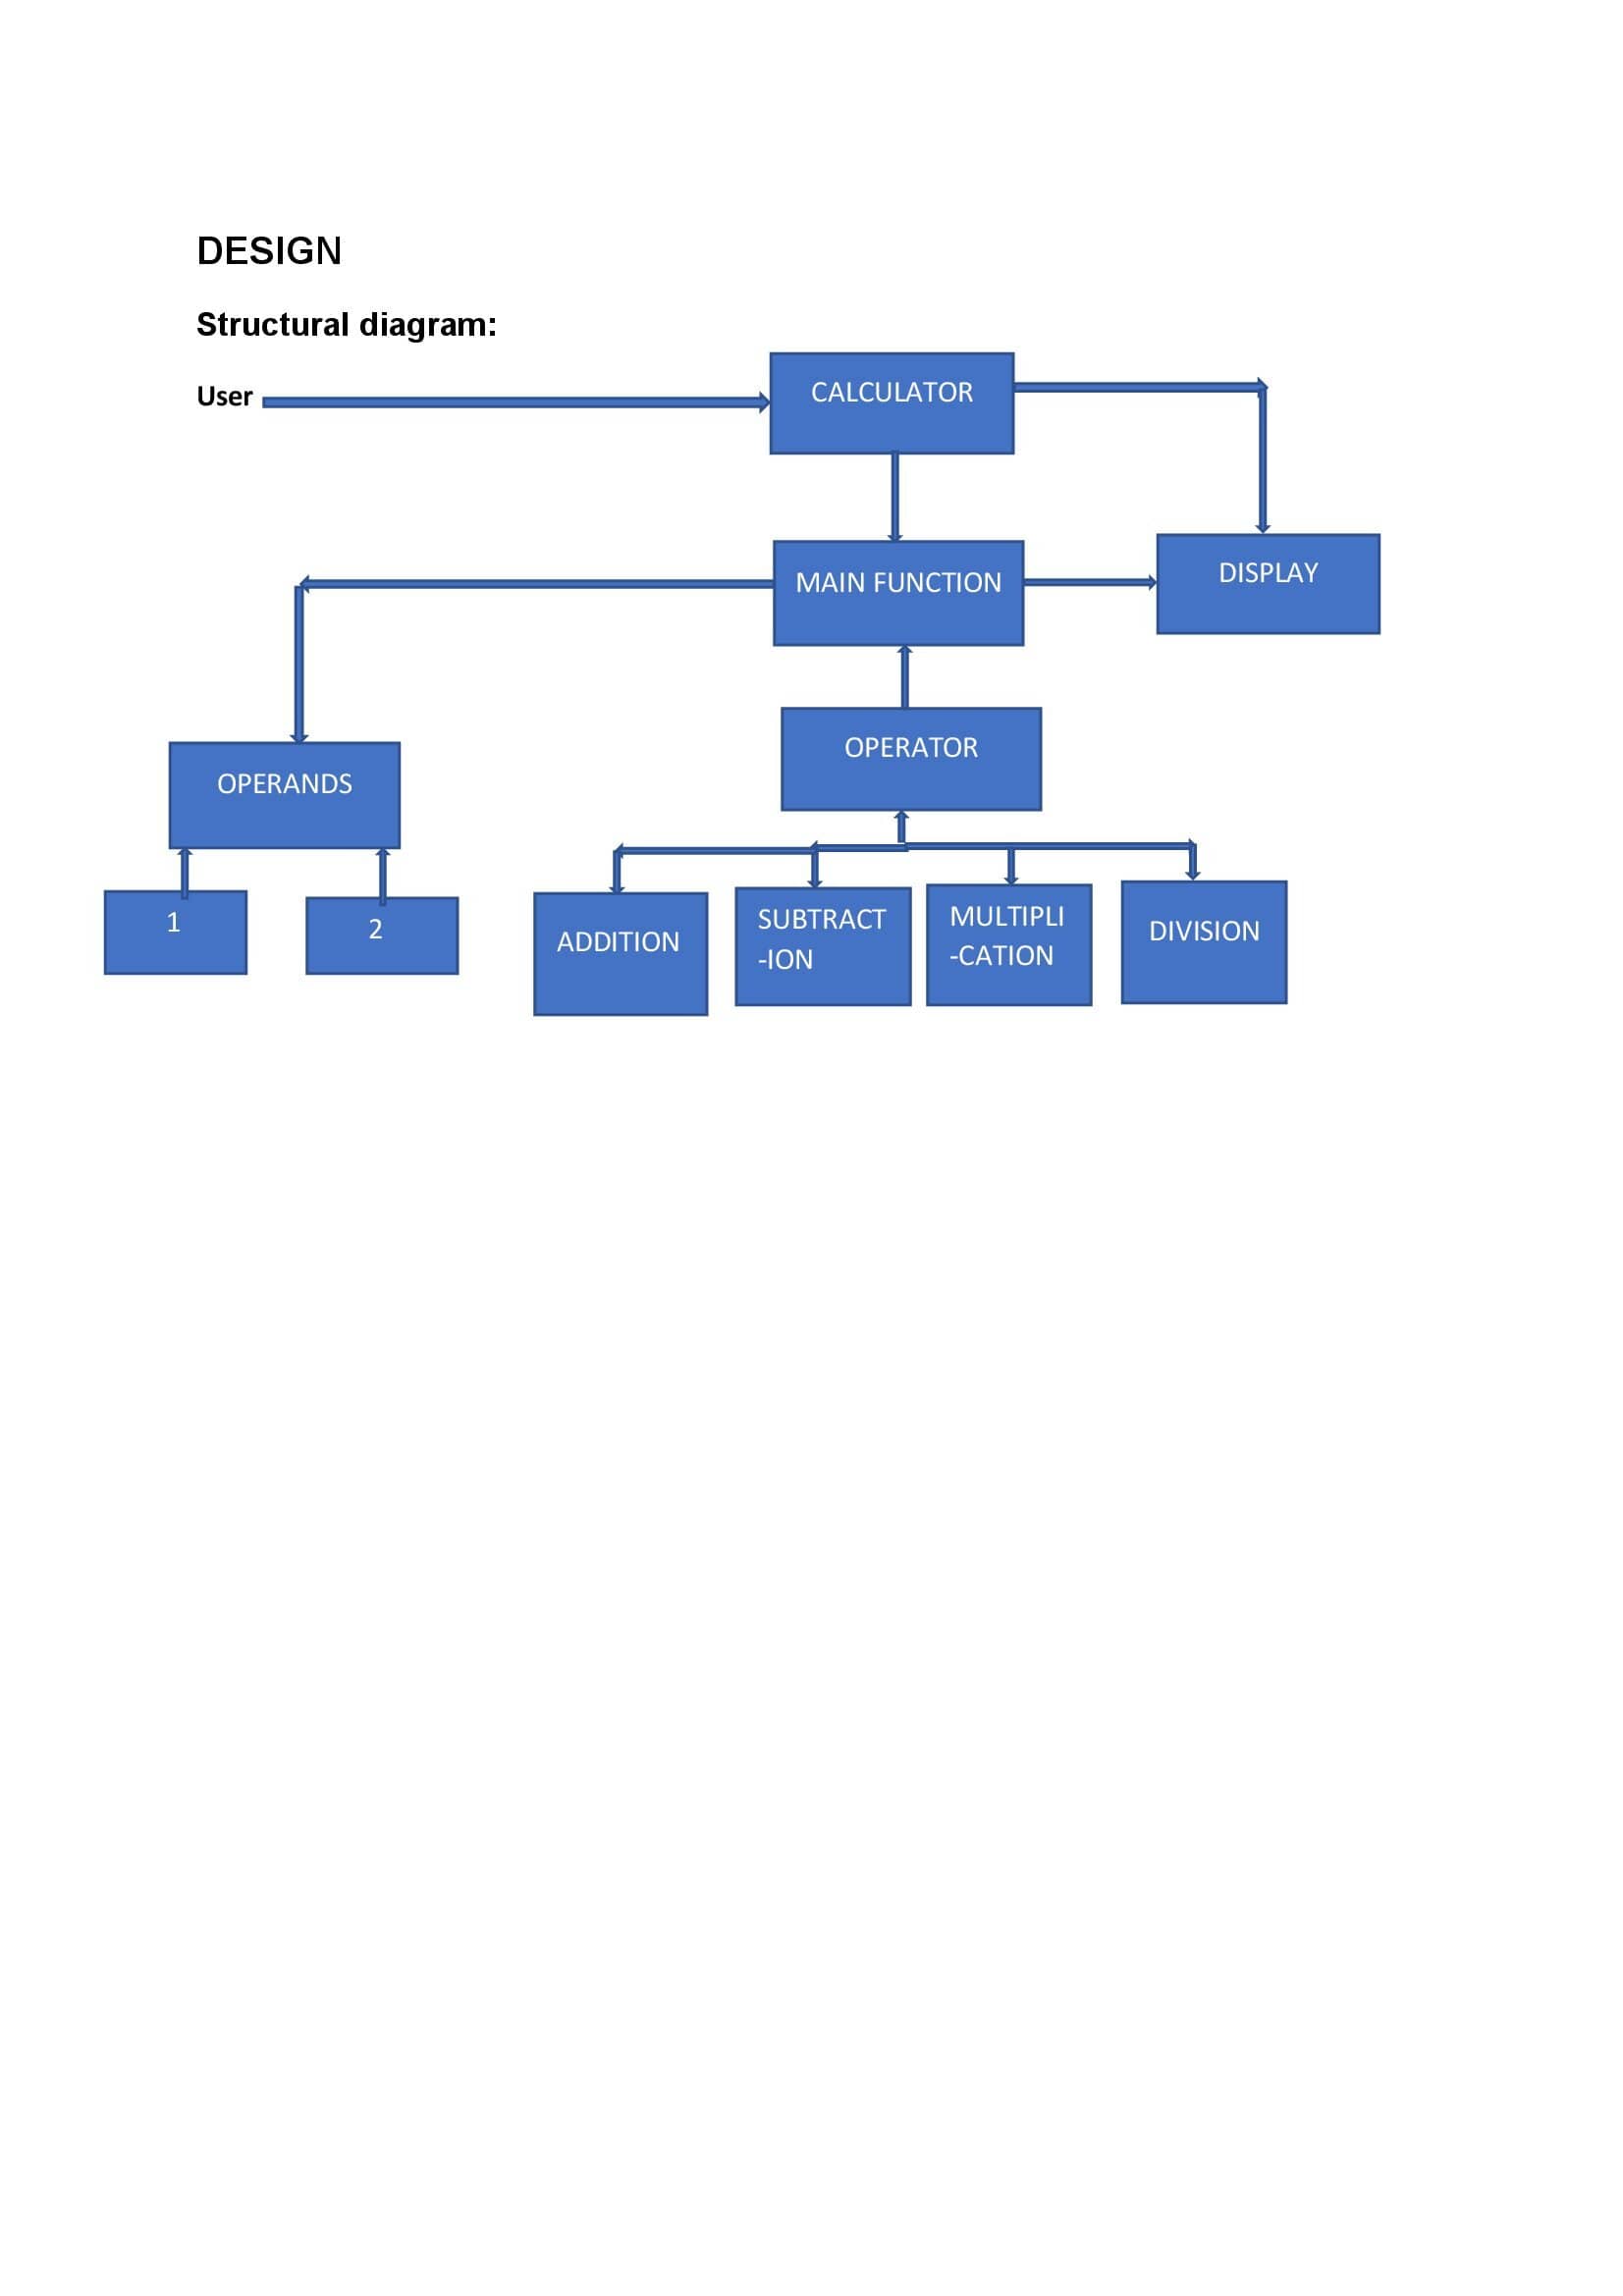 DESIGN
Structural diagram:
User
CALCULATOR
MAIN FUNCTION
DISPLAY
OPERATOR
OPERANDS
1
2
ADDITION
SUBTRACT
-ION
MULTIPLI
-CATION
DIVISION